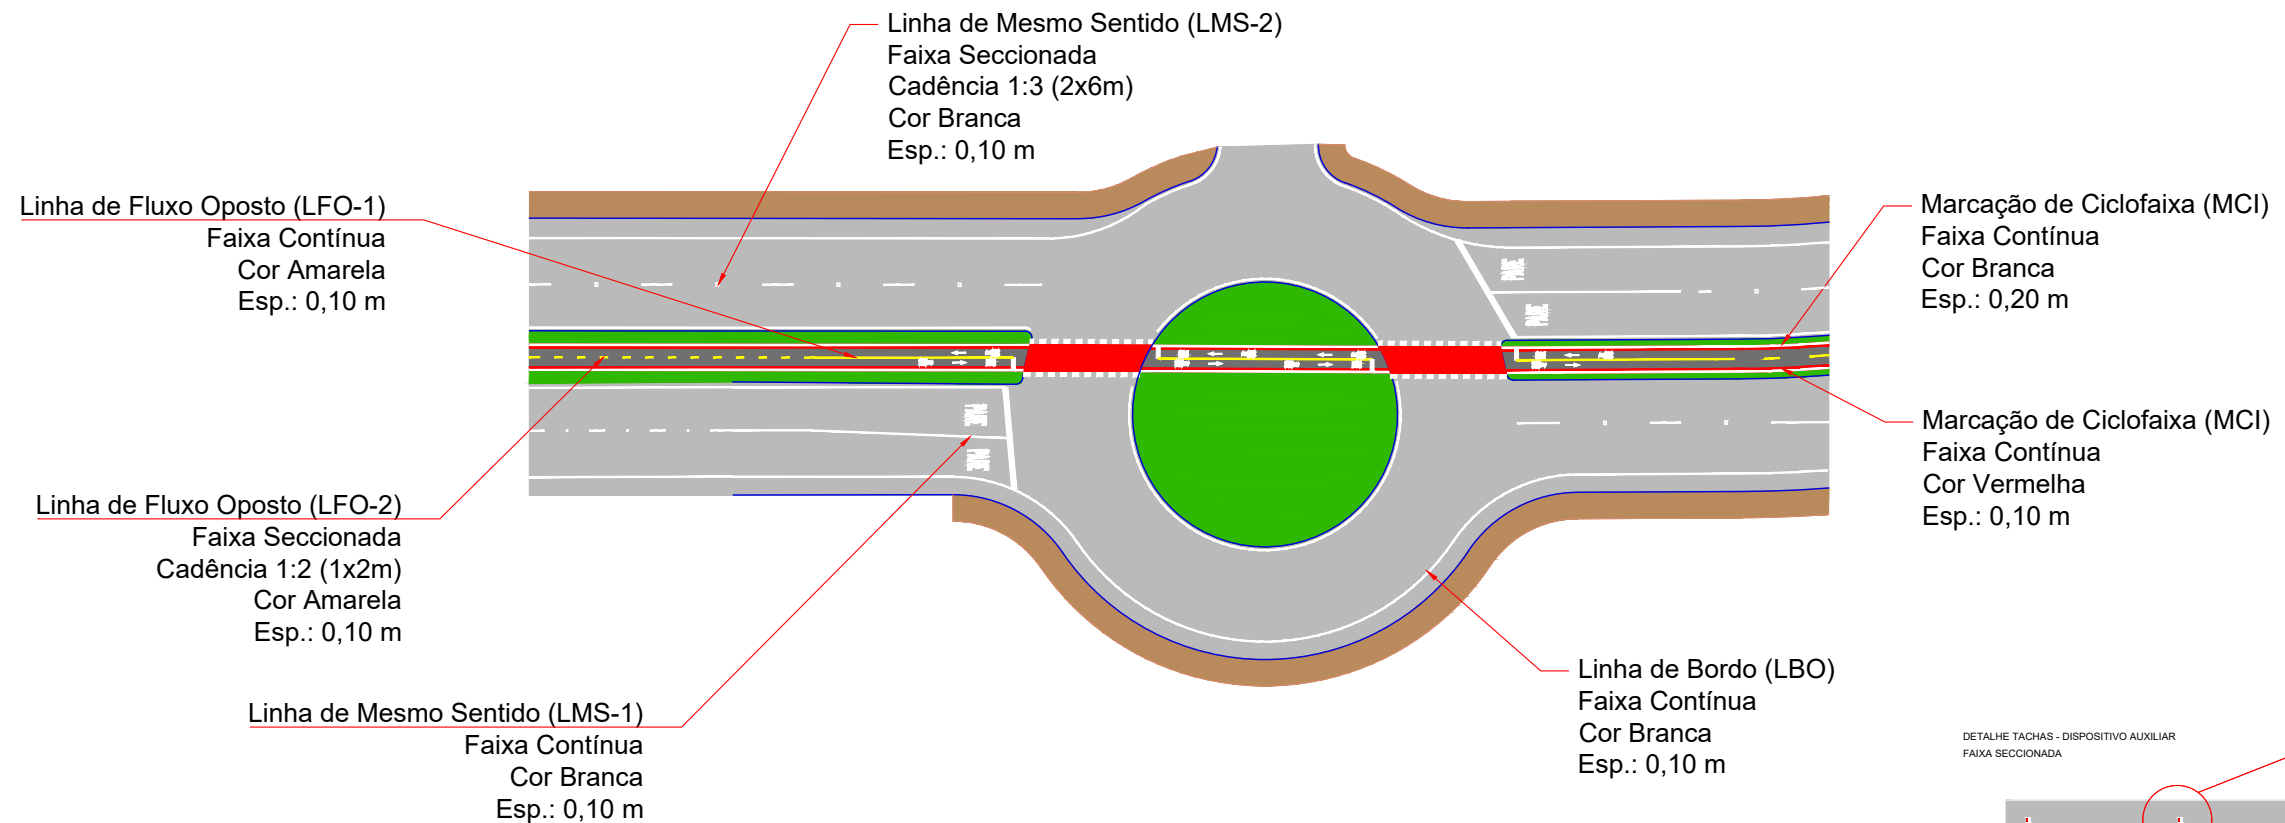 Linha de Mesmo Sentido (LMS-2)
Faixa Seccionada
Cadência 1:3 (2x6m)
Cor Branca
Esp.: 0,10 m
Linha de Fluxo Oposto (LFO-1)
Faixa Contínua
Cor Amarela
Esp.: 0,10 m
Marcação de Ciclofaixa (MCI)
Faixa Contínua
Cor Branca
Esp.: 0,20 m
PARE
PARE
PARE
PARE
Marcação de Ciclofaixa (MCI)
Faixa Contínua
Cor Vermelha
Esp.: 0,10 m
Linha de Fluxo Oposto (LFO-2)
Faixa Seccionada
Cadência 1:2 (1x2m)
Cor Amarela
Esp.: 0,10 m
Linha de Mesmo Sentido (LMS-1)
Faixa Contínua
Cor Branca
Esp.: 0,10 m
Linha de Bordo (LBO)
Faixa Contínua
Cor Branca
Esp.: 0,10 m
DETALHE TACHAS - DISPOSITIVO AUXILIAR
FAIXA SECCIONADA